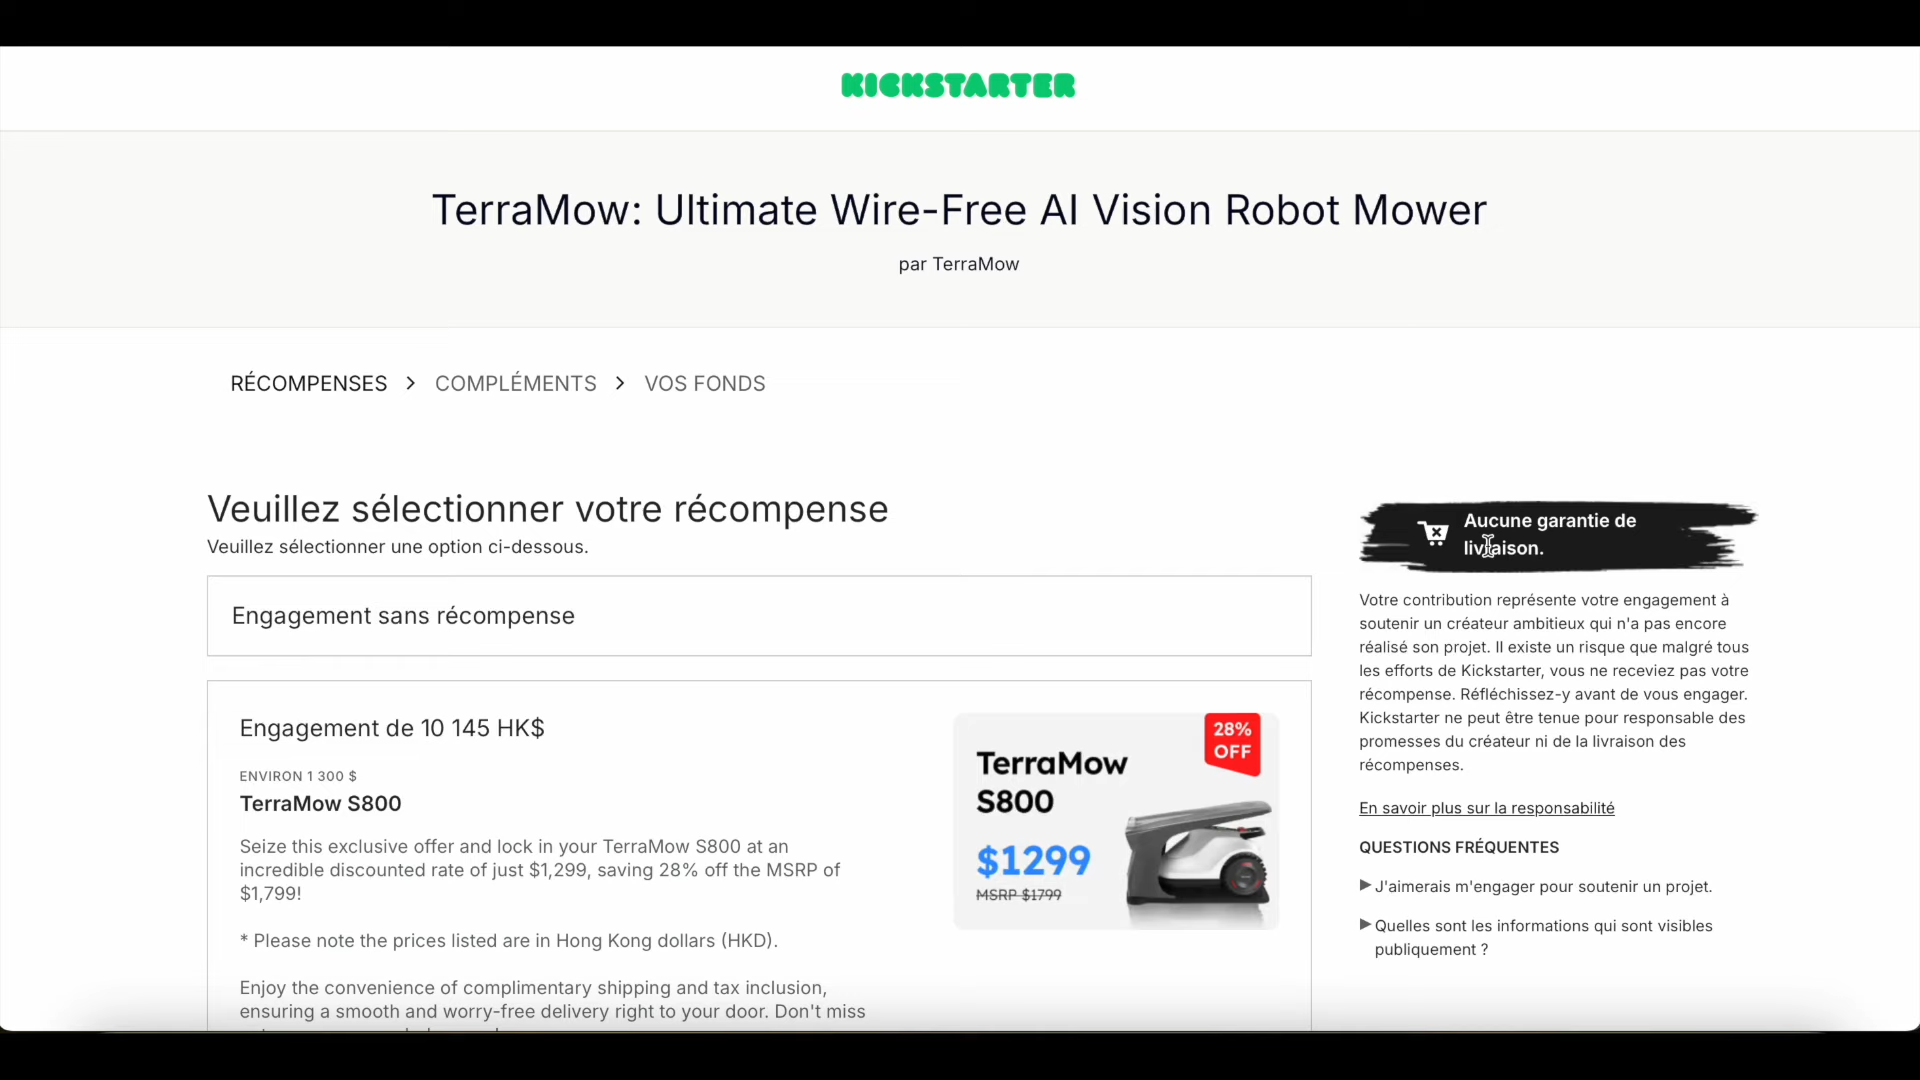 KICKSTARTER
TerraMow: Ultimate Wire-Free AI Vision Robot Mower
par TerraMow
RÉCOMPENSES > COMPLÉMENTS > VOS FONDS
Veuillez sélectionner votre récompense
Veuillez sélectionner une option ci-dessous.
Engagement sans récompense
Engagement de 10 145 HK$
ENVIRON 1 300 $
TerraMow S800
Seize this exclusive offer and lock in your TerraMow S800 at an
incredible discounted rate of just $1,299, saving 28% off the MSRP of
$1,799!
* Please note the prices listed are in Hong Kong dollars (HKD).
Enjoy the convenience of complimentary shipping and tax inclusion,
ensuring a smooth and worry-free delivery right to your door. Don't miss
28%
OFF
TerraMow
S800
$1299
MSRP $1799
Aucune garantie de
livraison.
Votre contribution représente votre engagement à
soutenir un créateur ambitieux qui n'a pas encore
réalisé son projet. Il existe un risque que malgré tous
les efforts de Kickstarter, vous ne receviez pas votre
récompense. Réfléchissez-y avant de vous engager.
Kickstarter ne peut être tenue pour responsable des
promesses du créateur ni de la livraison des
récompenses.
En savoir plus sur la responsabilité
QUESTIONS FRÉQUENTES
J'aimerais m'engager pour soutenir un projet.
Quelles sont les informations qui sont visibles
publiquement ?